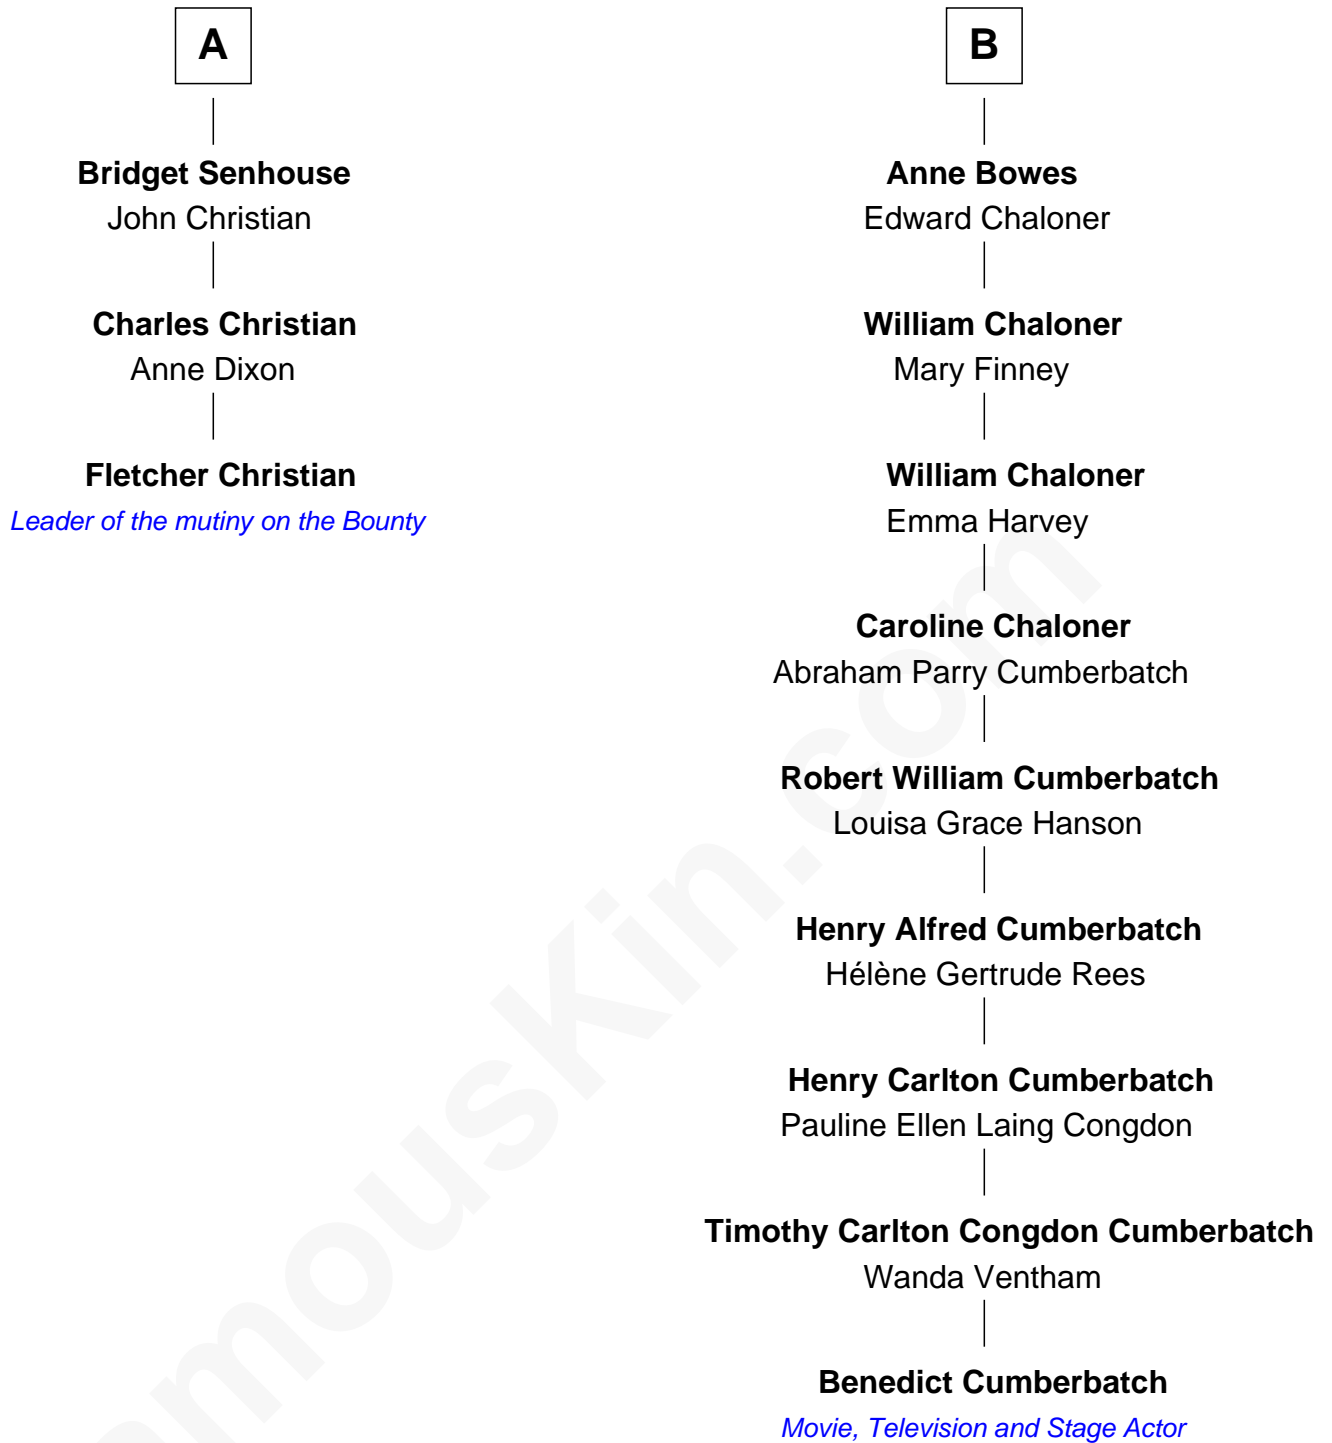 A
Bridget Senhouse
John Christian
Charles Christian
Anne Dixon
Fletcher Christian
Leader of the mutiny on the Bounty
B
Anne Bowes
Edward Chaloner
William Chaloner
Mary Finney
William Chaloner
Emma Harvey
Caroline Chaloner
Abraham Parry Cumberbatch
Robert William Cumberbatch
Louisa Grace Hanson
Henry Alfred Cumberbatch
Hélène Gertrude Rees
Henry Carlton Cumberbatch
Pauline Ellen Laing Congdon
Timothy Carlton Congdon Cumberbatch
Wanda Ventham
Benedict Cumberbatch
Movie, Television and Stage Actor
amousKin.com